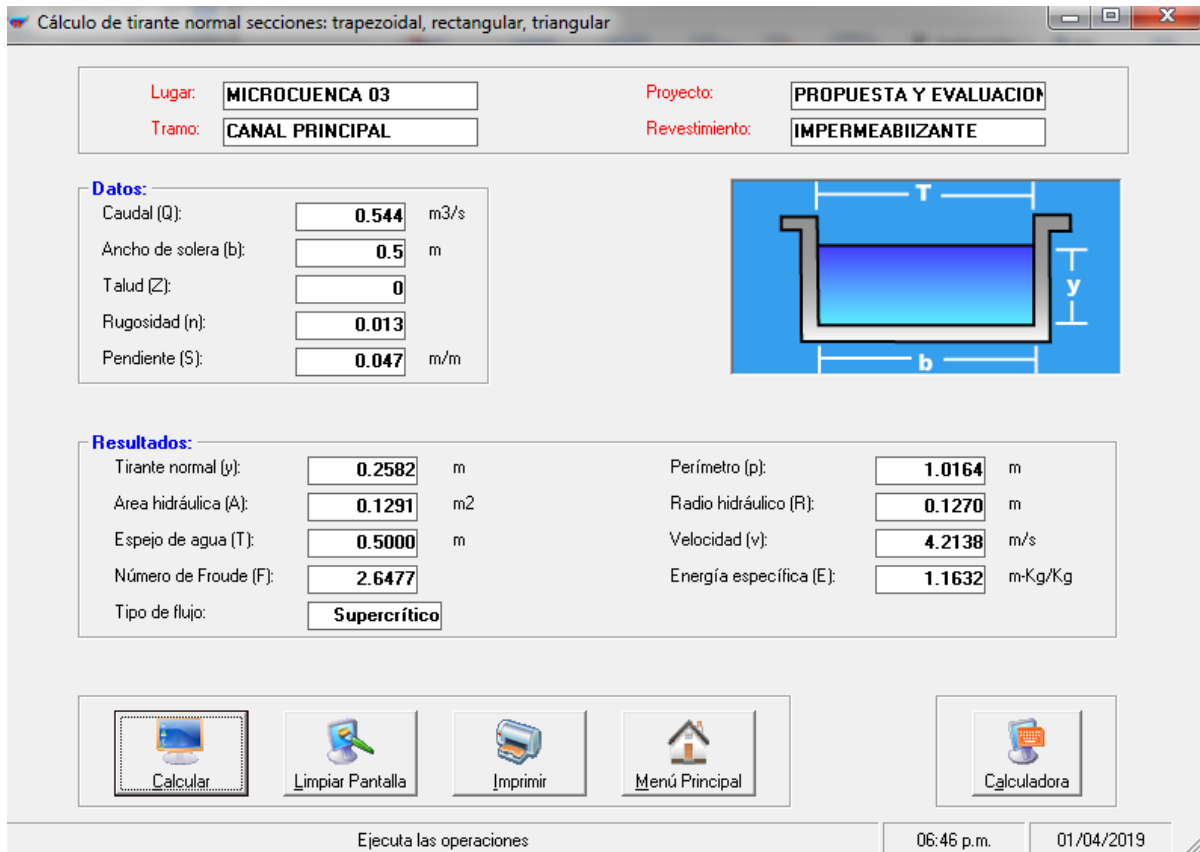 Cálculo de tirante normal secciones: trapezoidal, rectangular, triangular
Lugar: MICROCUENCA 03 Proyecto: PROPUESTA Y EVALUACION
Tramo: CANAL PRINCIPAL Revestimiento: IMPERMEABIIZANTE
Datos:
Caudal (Q): 0.544 m3/s
Ancho de solera (b): 0.5 m
Talud (Z): 0
Rugosidad (n): 0.013
Pendiente (S): 0.047 m/m
T
y
b
Resultados:
Tirante normal (y): 0.2582 m Perímetro (p): 1.0164 m
Area hidráulica (A): 0.1291 m2 Radio hidráulico (R): 0.1270 m
Espejo de agua (T): 0.5000 m Velocidad (v): 4.2138 m/s
Número de Froude (F): 2.6477 Energía específica (E): 1.1632 m-Kg/Kg
Tipo de flujo: Supercrítico
Calcular Limpiar Pantalla Imprimir Menú Principal Calculadora
Ejecuta las operaciones 06:46 p.m. 01/04/2019